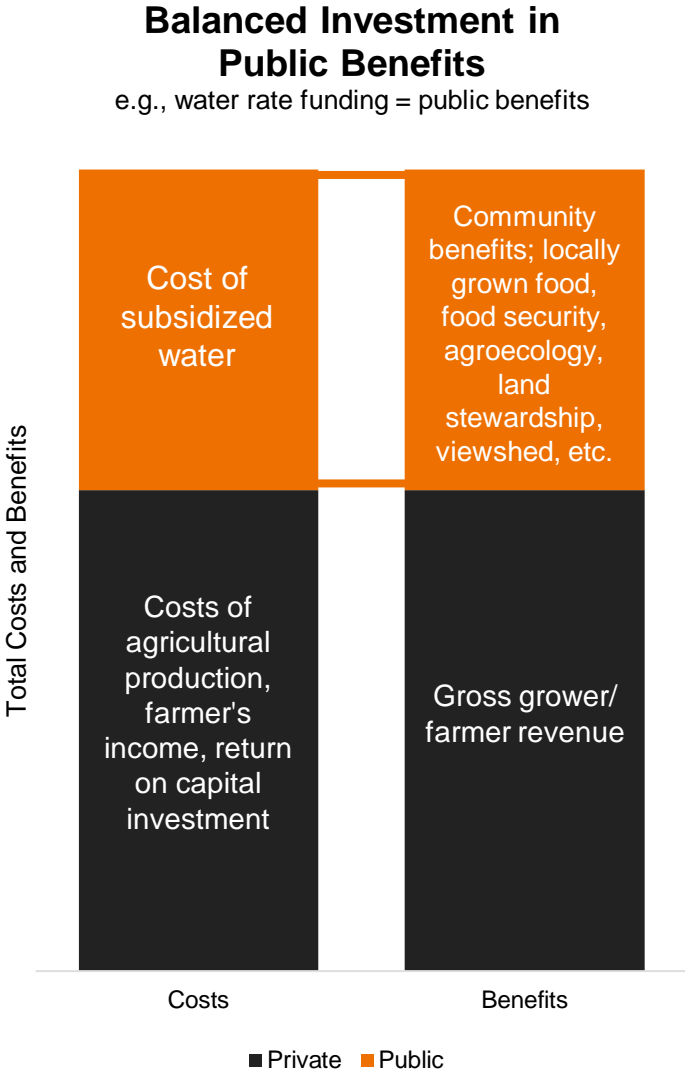 Balanced Investment in
Public Benefits
e.g., water rate funding = public benefits
Total Costs and Benefits
Cost of
subsidized
water
Community
benefits; locally
grown food,
food security,
agroecology,
land
stewardship,
viewshed, etc.
Costs of
agricultural
production,
farmer's
income, return
on capital
investment
Gross grower/
farmer revenue
Costs
Benefits
Private
Public